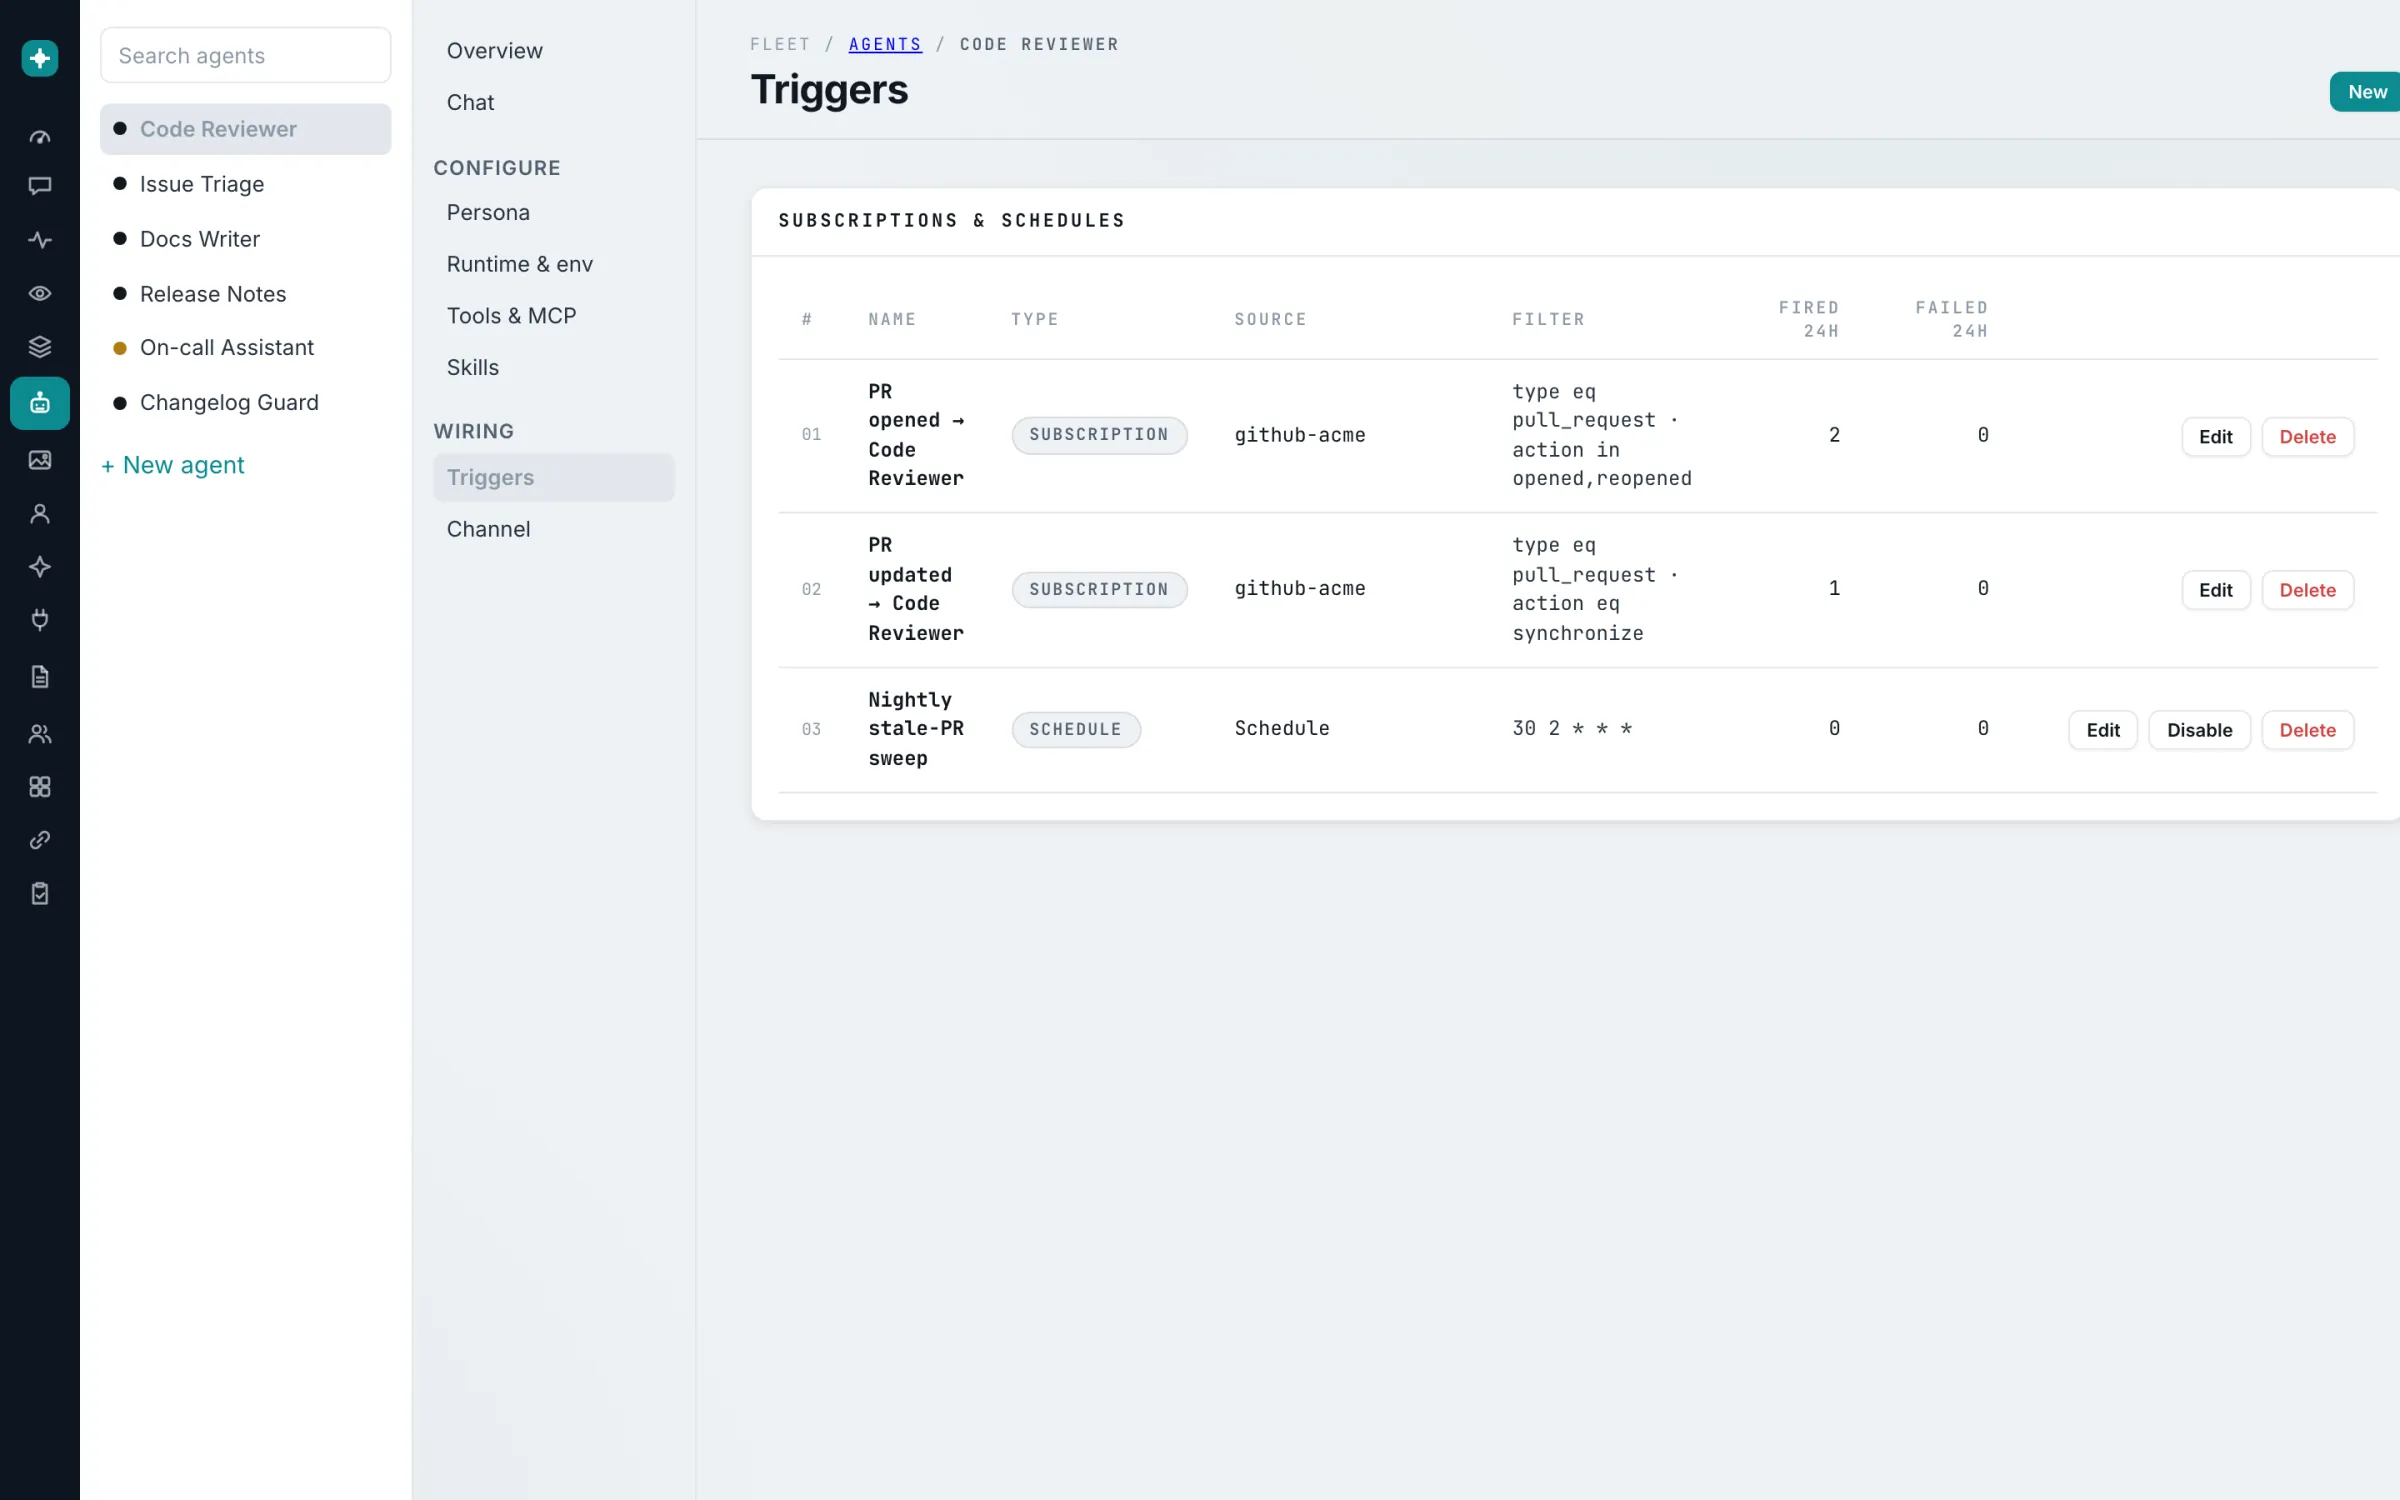 Search agents
Code Reviewer
Issue Triage
Docs Writer
Release Notes
On-call Assistant
Changelog Guard
+ New agent
Overview
Chat
CONFIGURE
Persona
Runtime & env
Tools & MCP
Skills
WIRING
Triggers
Channel
FLEET / AGENTS / CODE REVIEWER
Triggers
New
SUBSCRIPTIONS & SCHEDULES
# NAME TYPE SOURCE FILTER FIRED 24H FAILED 24H
01
PR
opened →
Code
Reviewer
SUBSCRIPTION
github-acme
type eq
pull_request ·
action in
opened,reopened
2
0
Edit
Delete
02
PR
updated
→ Code
Reviewer
SUBSCRIPTION
github-acme
type eq
pull_request ·
action eq
synchronize
1
0
Edit
Delete
03
Nightly
stale-PR
sweep
SCHEDULE
Schedule
30 2 * * *
0
0
Edit
Disable
Delete